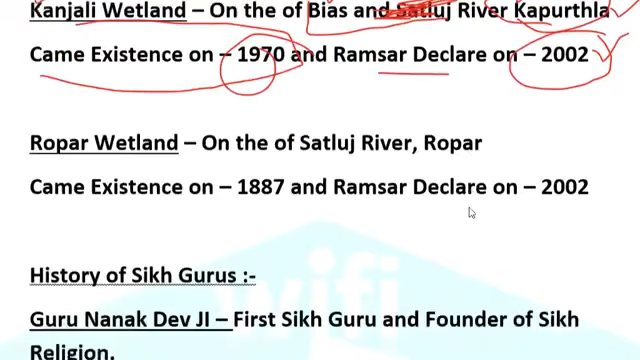 Kanjali Wetland – On the of Bias and Satluj River Kapurthla
Came Existence on – 1970 and Ramsar Declare on – 2002
Ropar Wetland – On the of Satluj River, Ropar
Came Existence on – 1887 and Ramsar Declare on – 2002
History of Sikh Gurus :-
Guru Nanak Dev JI – First Sikh Guru and Founder of Sikh
Religion.
wifi